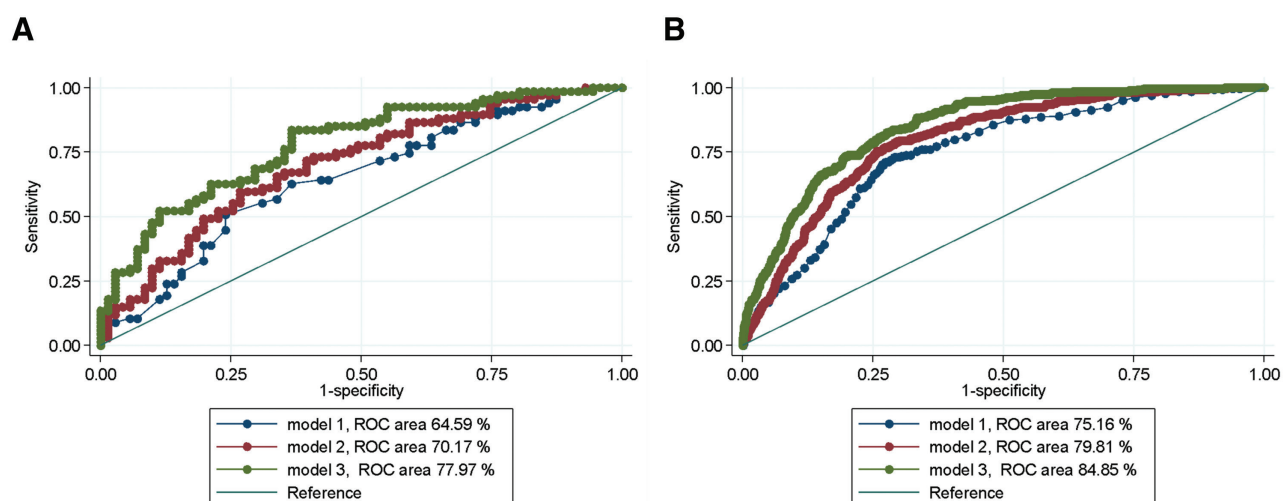 A
B
Sensitivity
1.00
0.75
0.50
0.25
0.00
0.00 0.25 0.50 0.75 1.00
1-specificity
model 1, ROC area 64.59 %
model 2, ROC area 70.17 %
model 3, ROC area 77.97 %
Reference
Sensitivity
1.00
0.75
0.50
0.25
0.00
0.00 0.25 0.50 0.75 1.00
1-specificity
model 1, ROC area 75.16 %
model 2, ROC area 79.81 %
model 3, ROC area 84.85 %
Reference